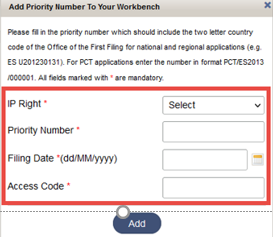 Add Priority Number To Your Workbench
Please fill in the priority number which should include the two letter country
code of the Office of the First Filing for national and regional applications (e.g.
ES U201230131). For PCT applications enter the number in format PCT/ES2013
/000001. All fields marked with * are mandatory.
IP Right * Select
Priority Number *
Filing Date *(dd/MM/yyyy)
Access Code *
Add